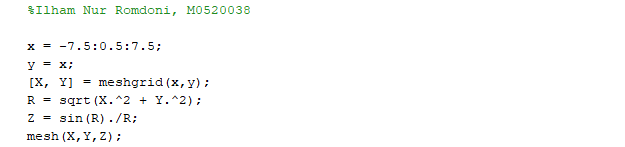 %Ilham Nur Romdoni, M0520038
x = -7.5:0.5:7.5;
y = x;
[X, Y] = meshgrid(x,y);
R = sqrt(X.^2 + Y.^2);
Z = sin(R)./R;
mesh(X,Y,Z);